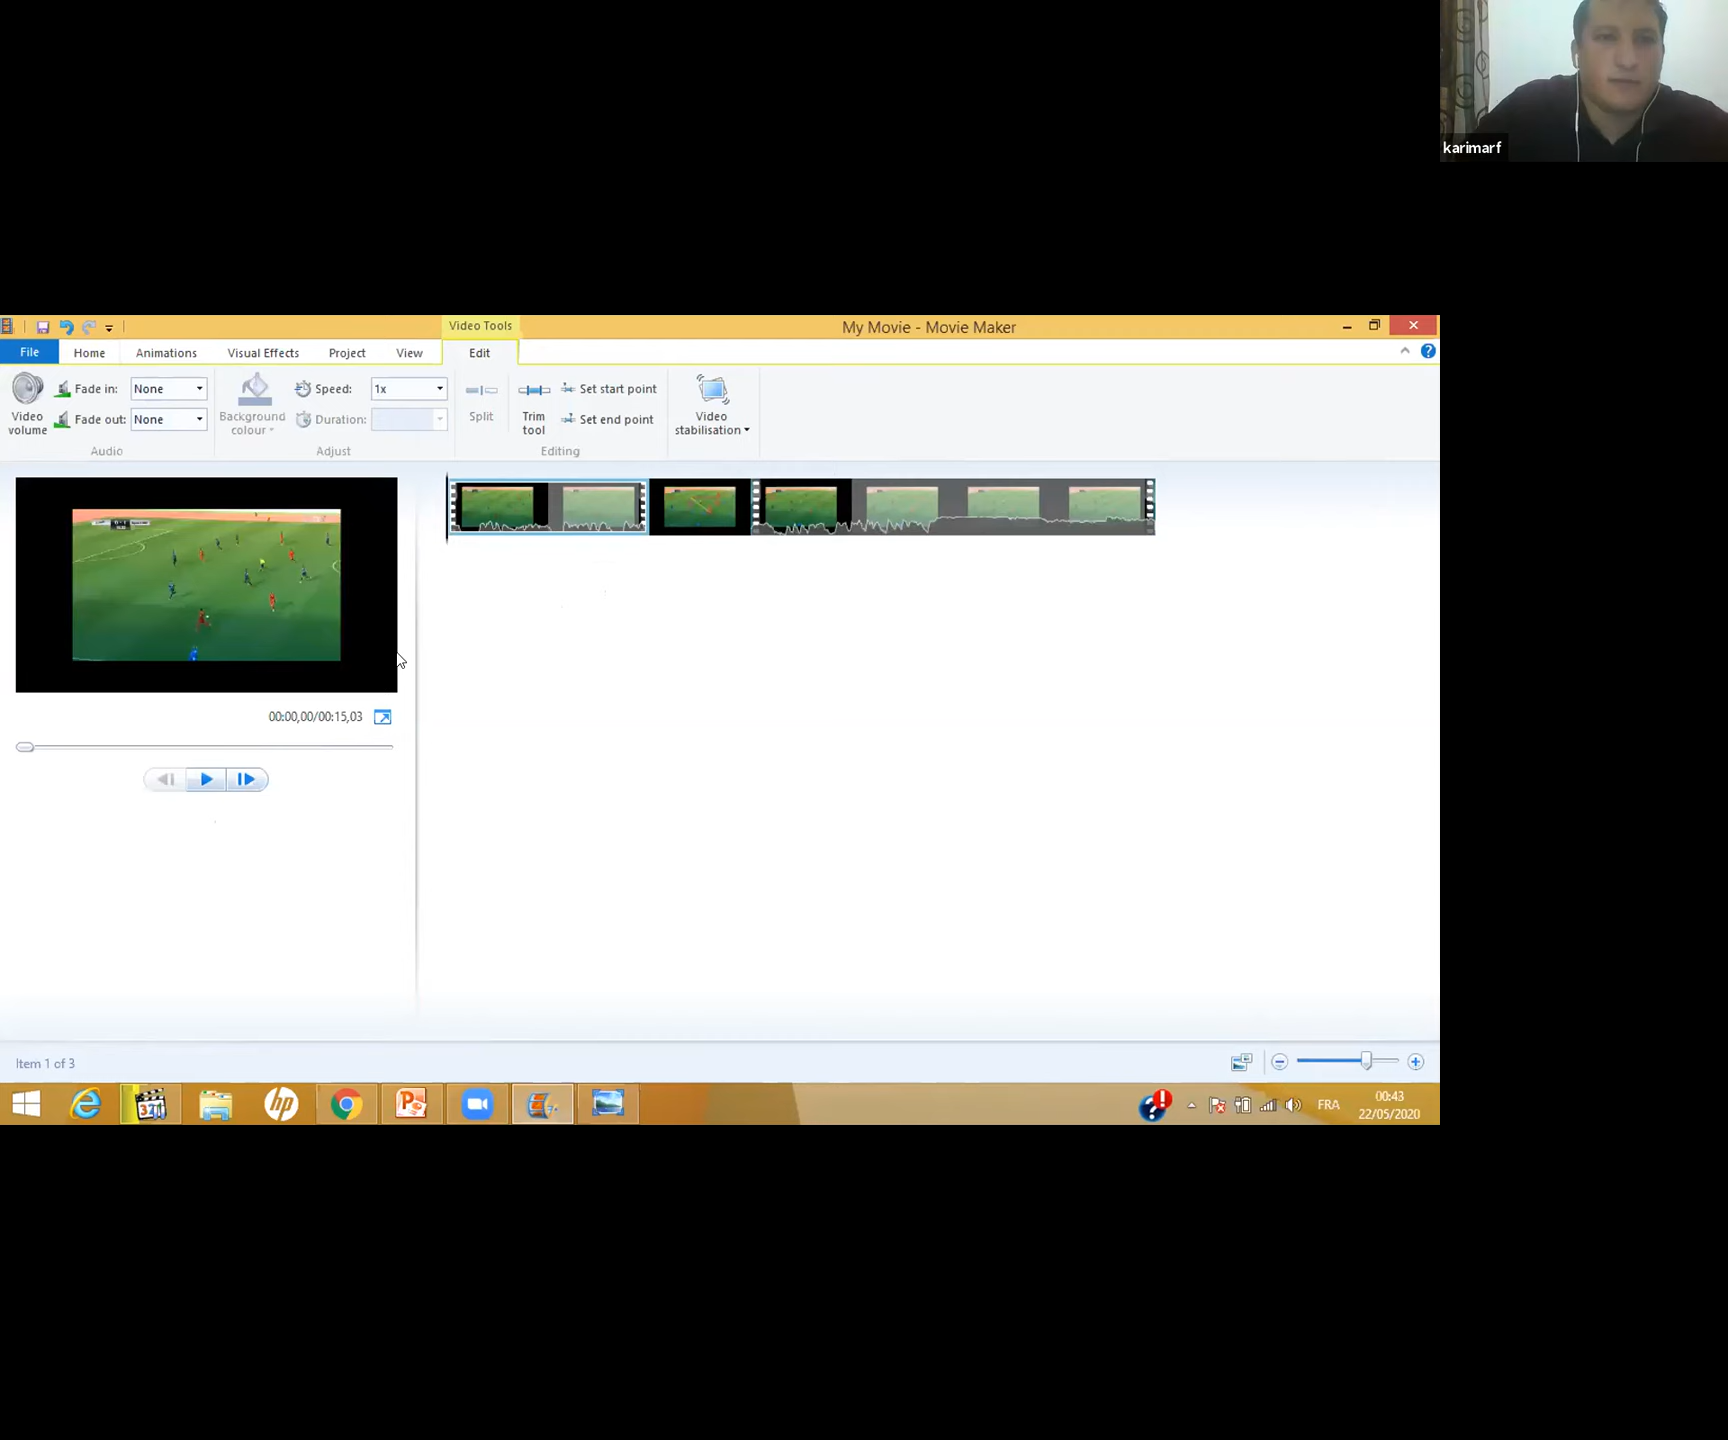 karimarf
Video Tools
My Movie - Movie Maker
File Home Animations Visual Effects Project View Edit
Video volume
Fade in: None
Fade out: None
Audio
Background colour
Speed: 1x
Duration:
Adjust
Split
Trim tool
Set start point
Set end point
Editing
Video stabilisation
00:00,00/00:15,03
Item 1 of 3
321
hp
FRA
00:43
22/05/2020